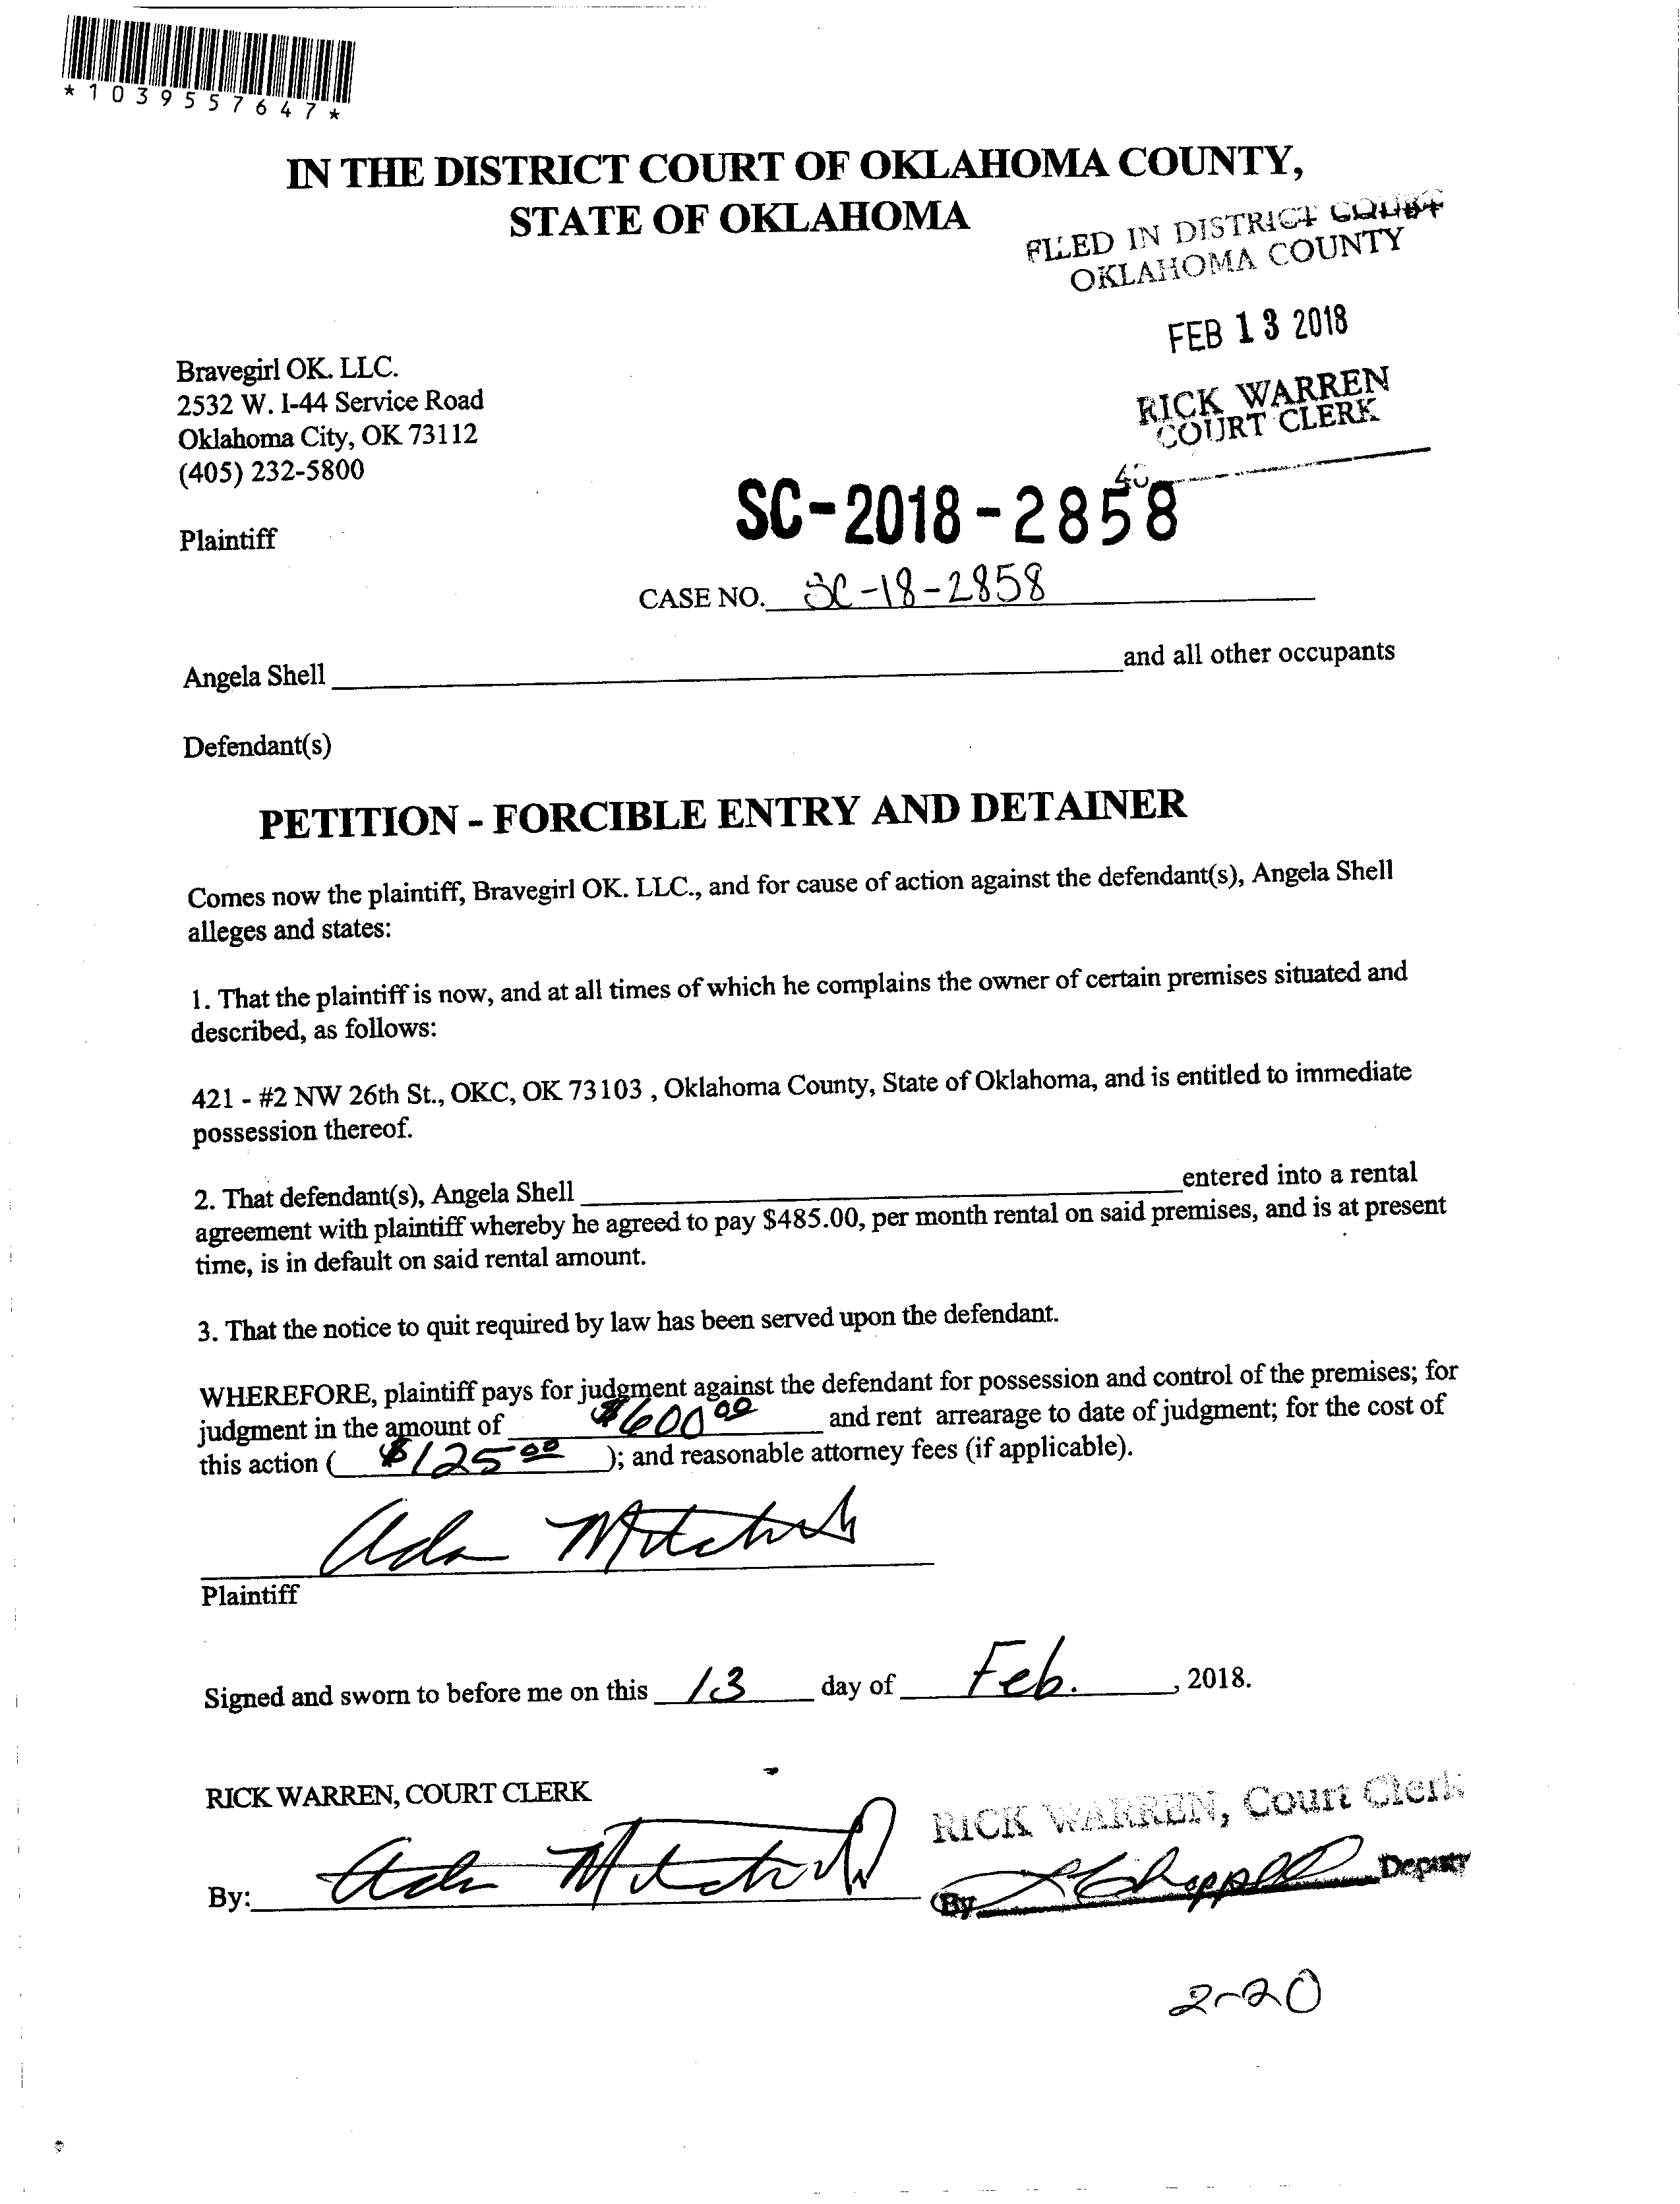 *1039557647*
IN THE DISTRICT COURT OF OKLAHOMA COUNTY,
STATE OF OKLAHOMA
FILED IN DISTRICT COURT
OKLAHOMA COUNTY
FEB 13 2018
RICK WARREN
COURT CLERK
Bravegirl OK. LLC.
2532 W. I-44 Service Road
Oklahoma City, OK 73112
(405) 232-5800
SC-2018-2858
Plaintiff
CASE NO. SC-18-2858
Angela Shell and all other occupants
Defendant(s)
PETITION - FORCIBLE ENTRY AND DETAINER
Comes now the plaintiff, Bravegirl OK. LLC., and for cause of action against the defendant(s), Angela Shell
alleges and states:
1. That the plaintiff is now, and at all times of which he complains the owner of certain premises situated and
described, as follows:
421 - #2 NW 26th St., OKC, OK 73103 , Oklahoma County, State of Oklahoma, and is entitled to immediate
possession thereof.
2. That defendant(s), Angela Shell entered into a rental
agreement with plaintiff whereby he agreed to pay $485.00, per month rental on said premises, and is at present
time, is in default on said rental amount.
3. That the notice to quit required by law has been served upon the defendant.
WHEREFORE, plaintiff pays for judgment against the defendant for possession and control of the premises; for
judgment in the amount of $600.00 and rent arrearage to date of judgment; for the cost of
this action ( $125.00 ); and reasonable attorney fees (if applicable).
Plaintiff
Signed and sworn to before me on this 13 day of Feb. , 2018.
RICK WARREN, COURT CLERK
RICK WARREN, Court Clerk
By:
By Deputy
2-20